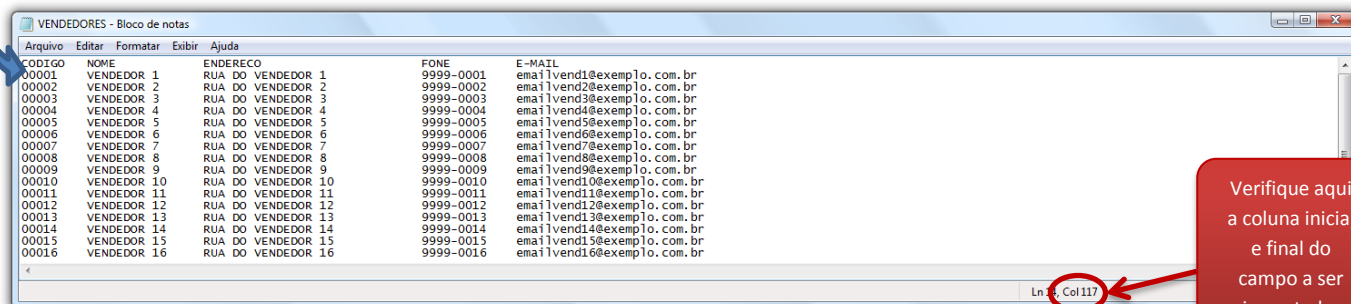 VENDEDORES - Bloco de notas
Arquivo Editar Formatar Exibir Ajuda
CODIGO NOME ENDERECO FONE E-MAIL
00001 VENDEDOR 1 RUA DO VENDEDOR 1 9999-0001 emailvend1@exemplo.com.br
00002 VENDEDOR 2 RUA DO VENDEDOR 2 9999-0002 emailvend2@exemplo.com.br
00003 VENDEDOR 3 RUA DO VENDEDOR 3 9999-0003 emailvend3@exemplo.com.br
00004 VENDEDOR 4 RUA DO VENDEDOR 4 9999-0004 emailvend4@exemplo.com.br
00005 VENDEDOR 5 RUA DO VENDEDOR 5 9999-0005 emailvend5@exemplo.com.br
00006 VENDEDOR 6 RUA DO VENDEDOR 6 9999-0006 emailvend6@exemplo.com.br
00007 VENDEDOR 7 RUA DO VENDEDOR 7 9999-0007 emailvend7@exemplo.com.br
00008 VENDEDOR 8 RUA DO VENDEDOR 8 9999-0008 emailvend8@exemplo.com.br
00009 VENDEDOR 9 RUA DO VENDEDOR 9 9999-0009 emailvend9@exemplo.com.br
00010 VENDEDOR 10 RUA DO VENDEDOR 10 9999-0010 emailvend10@exemplo.com.br
00011 VENDEDOR 11 RUA DO VENDEDOR 11 9999-0011 emailvend11@exemplo.com.br
00012 VENDEDOR 12 RUA DO VENDEDOR 12 9999-0012 emailvend12@exemplo.com.br
00013 VENDEDOR 13 RUA DO VENDEDOR 13 9999-0013 emailvend13@exemplo.com.br
00014 VENDEDOR 14 RUA DO VENDEDOR 14 9999-0014 emailvend14@exemplo.com.br
00015 VENDEDOR 15 RUA DO VENDEDOR 15 9999-0015 emailvend15@exemplo.com.br
00016 VENDEDOR 16 RUA DO VENDEDOR 16 9999-0016 emailvend16@exemplo.com.br
Verifique aqui
a coluna inicia
e final do
campo a ser
Ln 14, Col 117